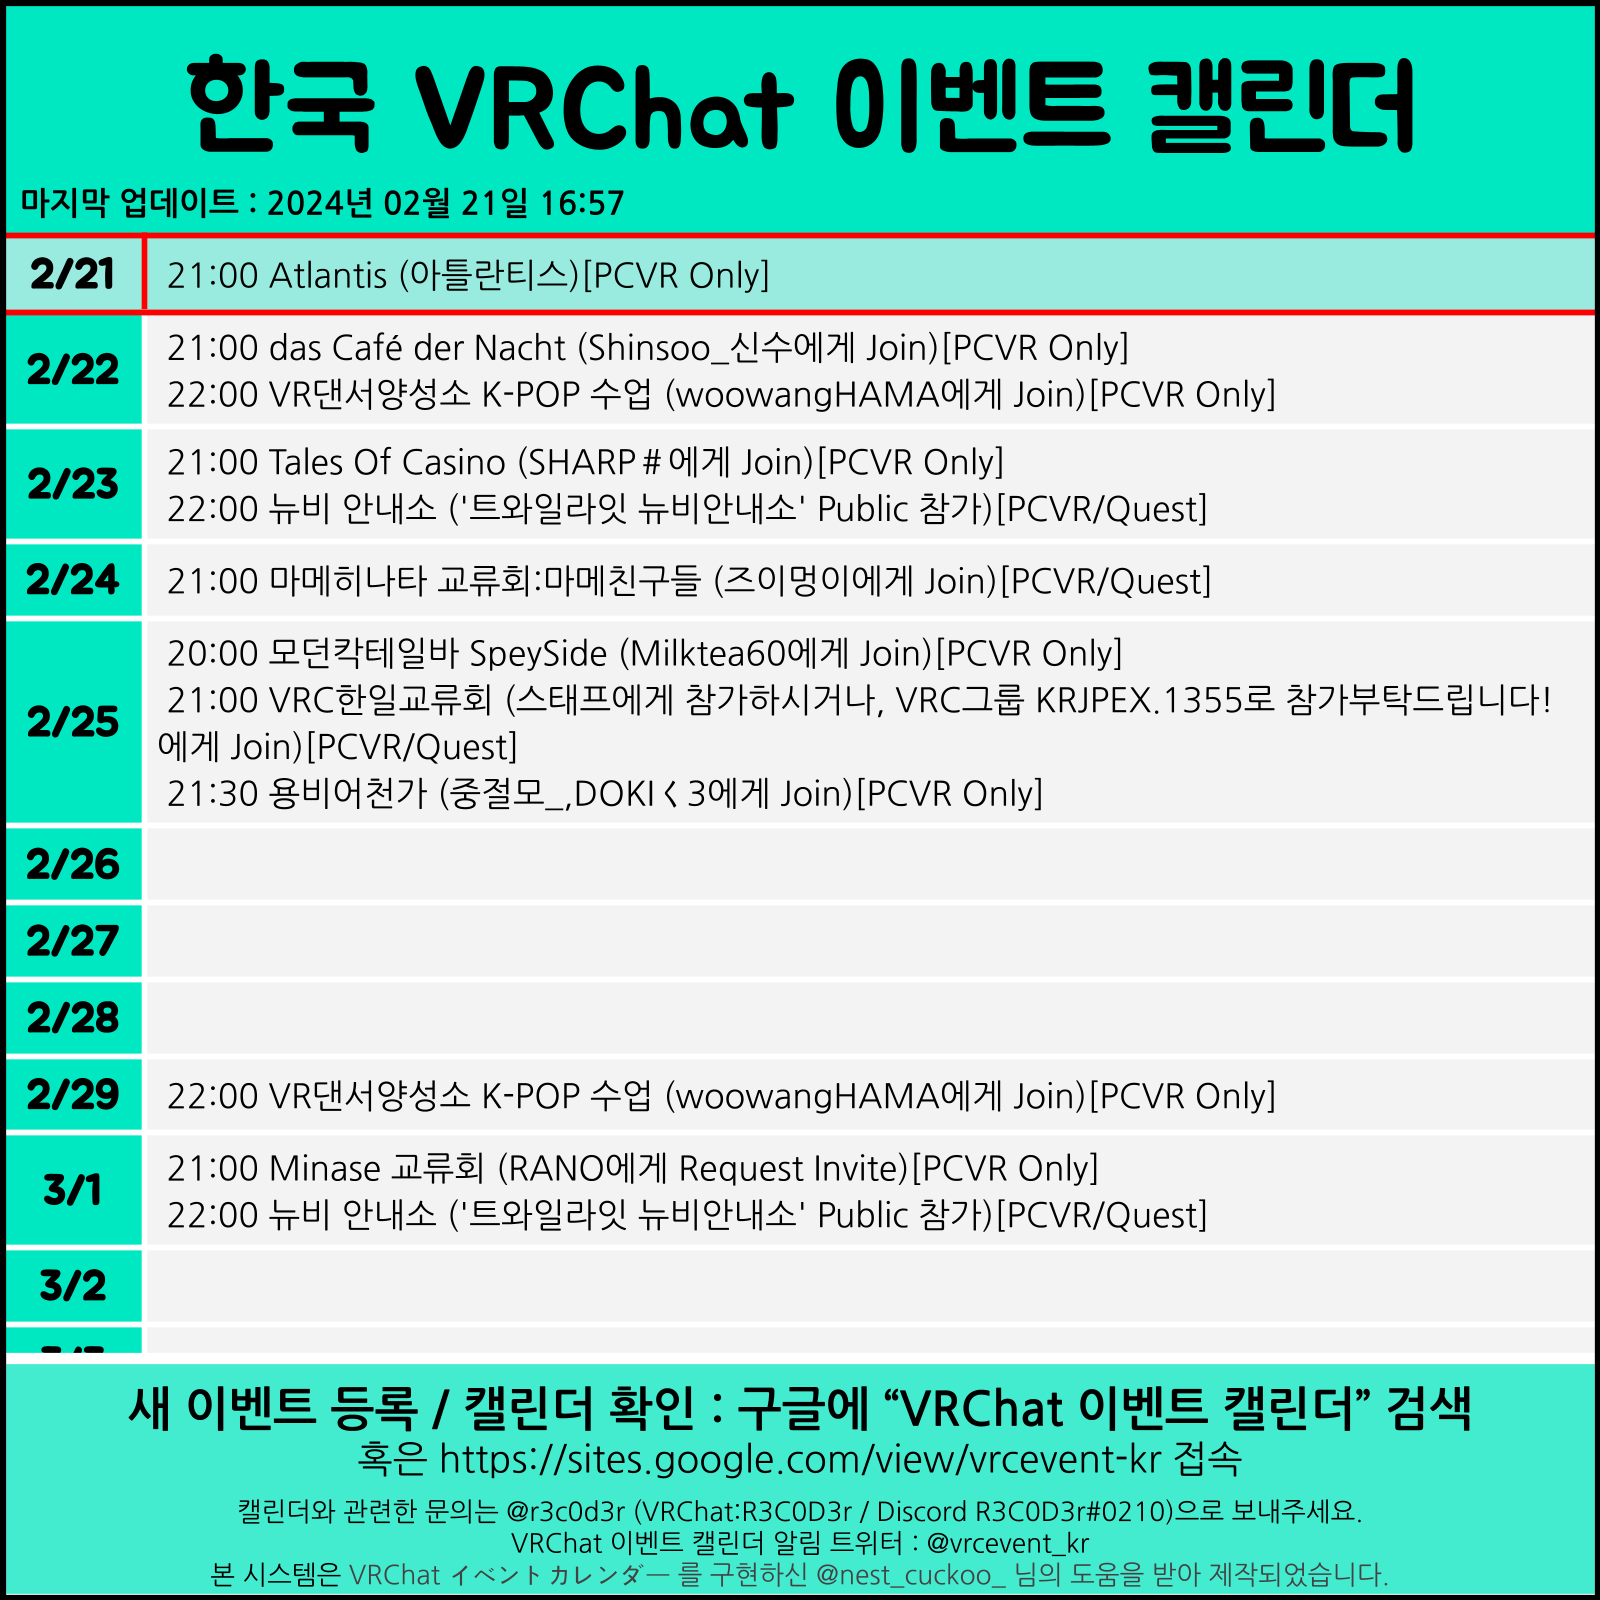 한국 VRChat 이벤트 캘린더
마지막 업데이트 : 2024년 02월 21일 16:57
2/21
21:00 Atlantis (아틀란티스)[PCVR Only]
2/22
21:00 das Café der Nacht (Shinsoo_신수에게 Join)[PCVR Only]
22:00 VR댄서양성소 K-POP 수업 (woowangHAMA에게 Join)[PCVR Only]
2/23
21:00 Tales Of Casino (SHARP＃에게 Join)[PCVR Only]
22:00 뉴비 안내소 ('트와일라잇 뉴비안내소' Public 참가)[PCVR/Quest]
2/24
21:00 마메히나타 교류회:마메친구들 (즈이멍이에게 Join)[PCVR/Quest]
2/25
20:00 모던칵테일바 SpeySide (Milktea60에게 Join)[PCVR Only]
21:00 VRC한일교류회 (스태프에게 참가하시거나, VRC그룹 KRJPEX.1355로 참가부탁드립니다!
에게 Join)[PCVR/Quest]
21:30 용비어천가 (중절모_,DOKIく3에게 Join)[PCVR Only]
2/26
2/27
2/28
2/29
22:00 VR댄서양성소 K-POP 수업 (woowangHAMA에게 Join)[PCVR Only]
3/1
21:00 Minase 교류회 (RANO에게 Request Invite)[PCVR Only]
22:00 뉴비 안내소 ('트와일라잇 뉴비안내소' Public 참가)[PCVR/Quest]
3/2
새 이벤트 등록 / 캘린더 확인 : 구글에 “VRChat 이벤트 캘린더” 검색
혹은 https://sites.google.com/view/vrcevent-kr 접속
캘린더와 관련한 문의는 @r3c0d3r (VRChat:R3C0D3r / Discord R3C0D3r#0210)으로 보내주세요.
VRChat 이벤트 캘린더 알림 트위터 : @vrcevent_kr
본 시스템은 VRChat イベントカレンダー 를 구현하신 @nest_cuckoo_ 님의 도움을 받아 제작되었습니다.